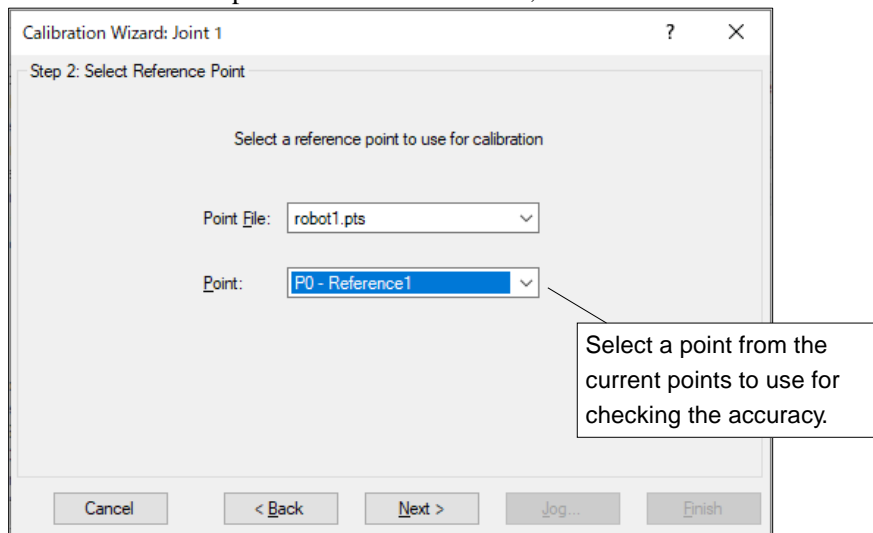 Calibration Wizard: Joint 1 ? ×
Step 2: Select Reference Point
Select a reference point to use for calibration
Point File: robot1.pts
Point: P0 - Reference1
Select a point from the
current points to use for
checking the accuracy.
Cancel < Back Next > Jog... Finish